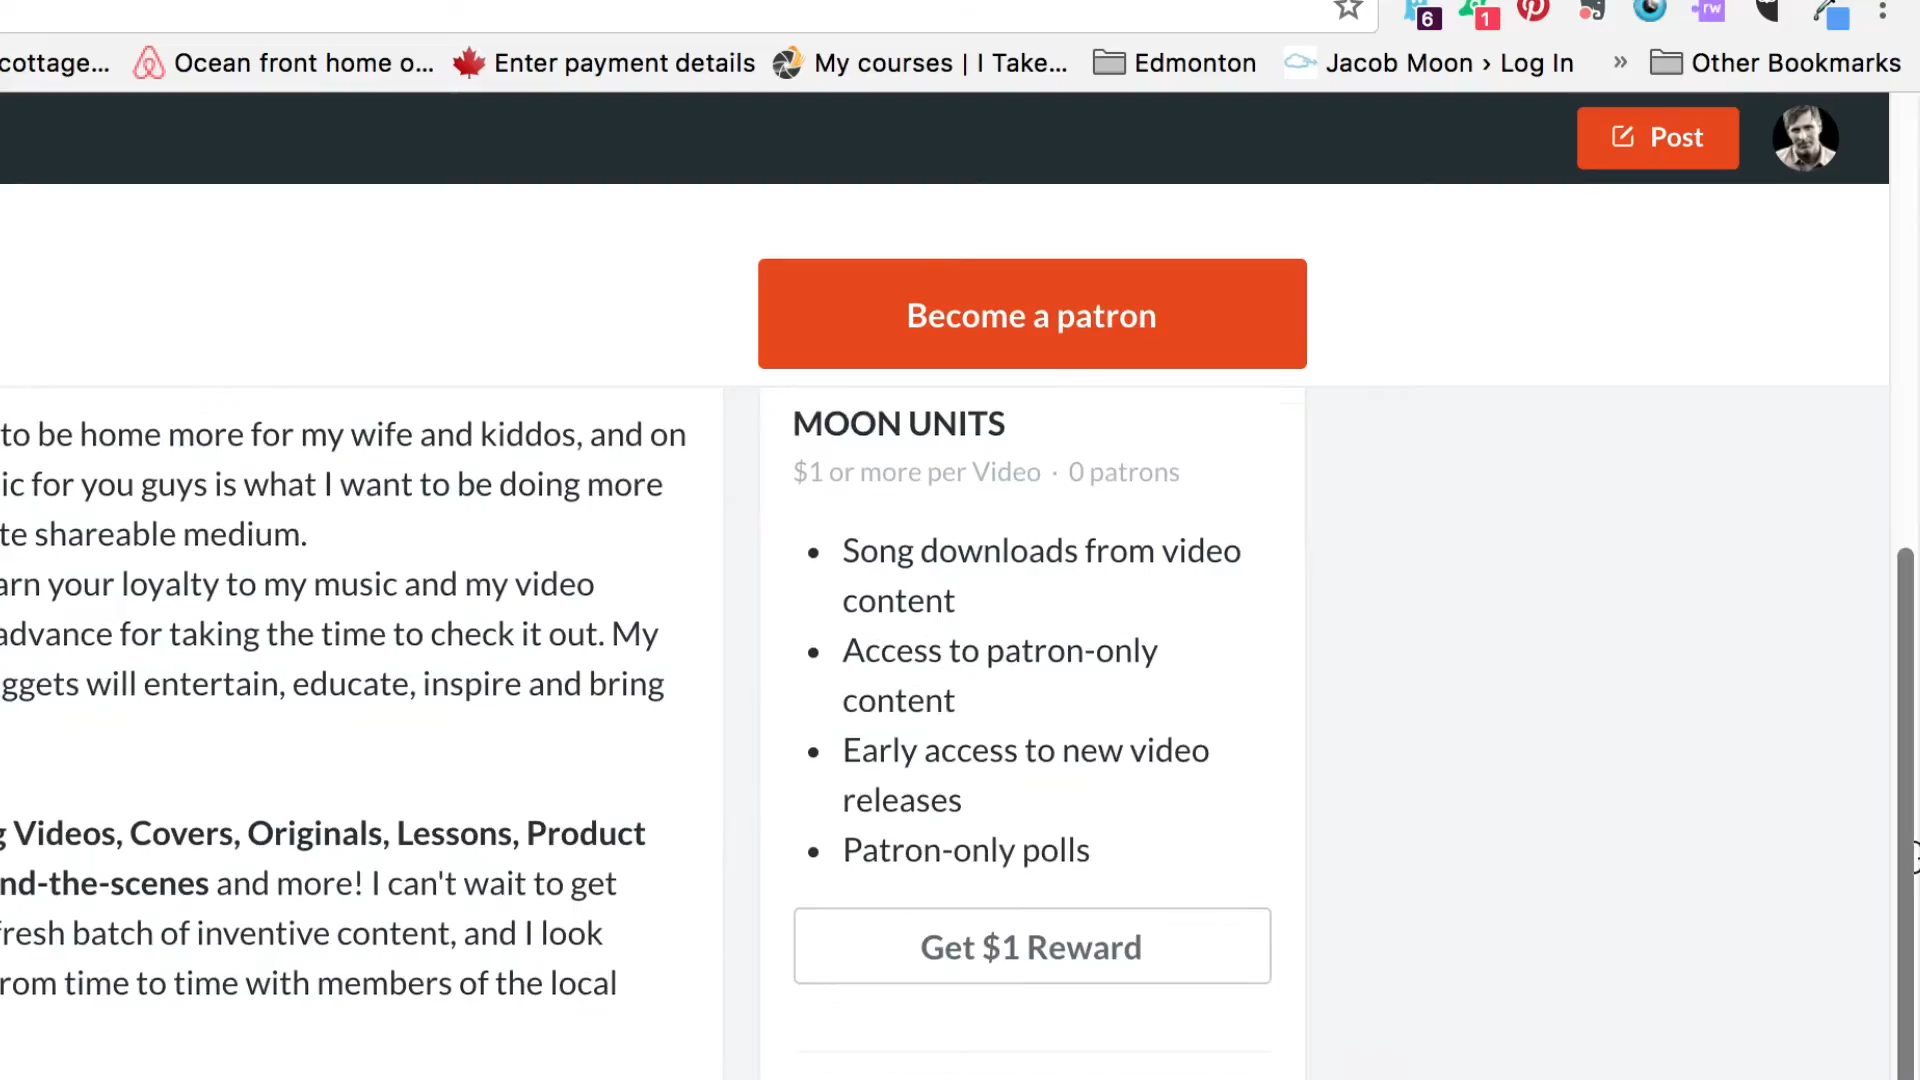 6
1
rw
cottage...
Ocean front home o...
Enter payment details
My courses | I Take...
Edmonton
Jacob Moon › Log In
»
Other Bookmarks
Post
Become a patron
to be home more for my wife and kiddos, and on
ic for you guys is what I want to be doing more
te shareable medium.
arn your loyalty to my music and my video
advance for taking the time to check it out. My
ggets will entertain, educate, inspire and bring
g Videos, Covers, Originals, Lessons, Product
nd-the-scenes and more! I can't wait to get
fresh batch of inventive content, and I look
rom time to time with members of the local
MOON UNITS
$1 or more per Video · 0 patrons
• Song downloads from video
content
• Access to patron-only
content
• Early access to new video
releases
• Patron-only polls
Get $1 Reward